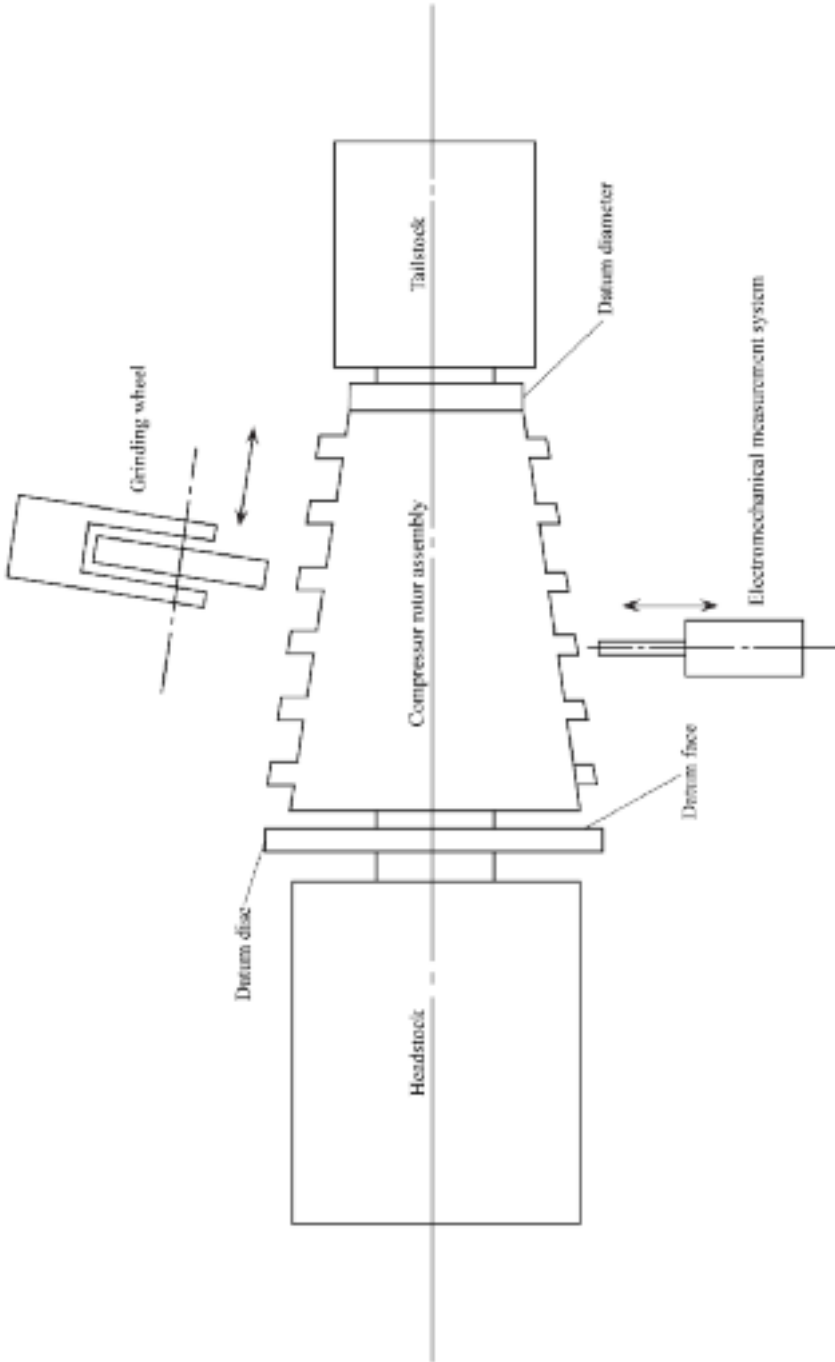 Grinding wheel
Tailstock
Datum diameter
Compressor rotor assembly
Electromechanical measurement system
Datum face
Datum disc
Headstock